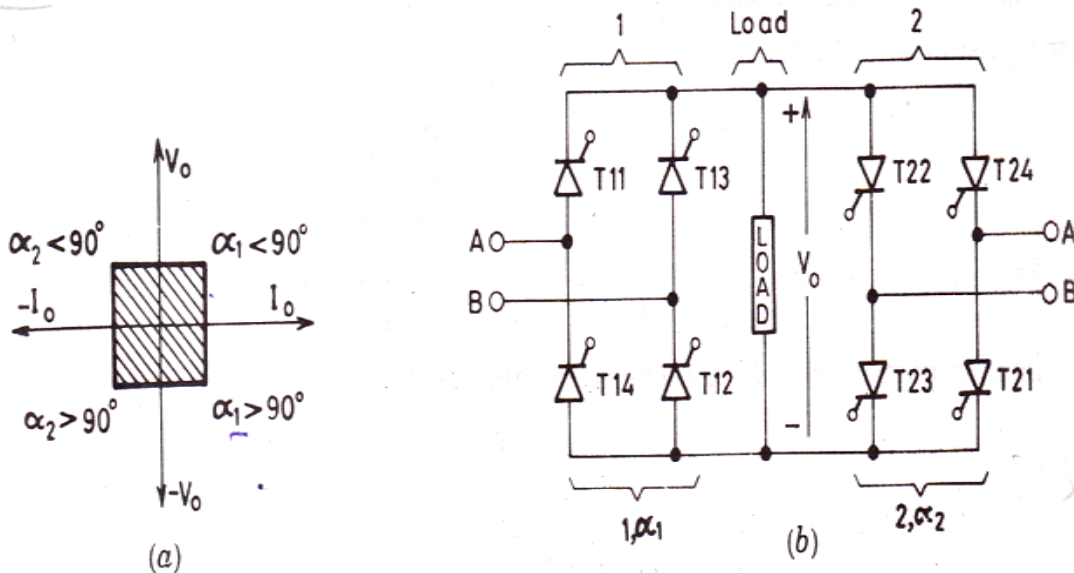 V₀
α₂ < 90°
α₁ < 90°
-I₀
I₀
α₂ > 90°
α₁ > 90°
-V₀
(a)
1
Load
2
T11
T13
+
T22
T24
A
A
B
LOAD
V₀
B
T14
T12
T23
T21
-
1,α₁
2,α₂
(b)